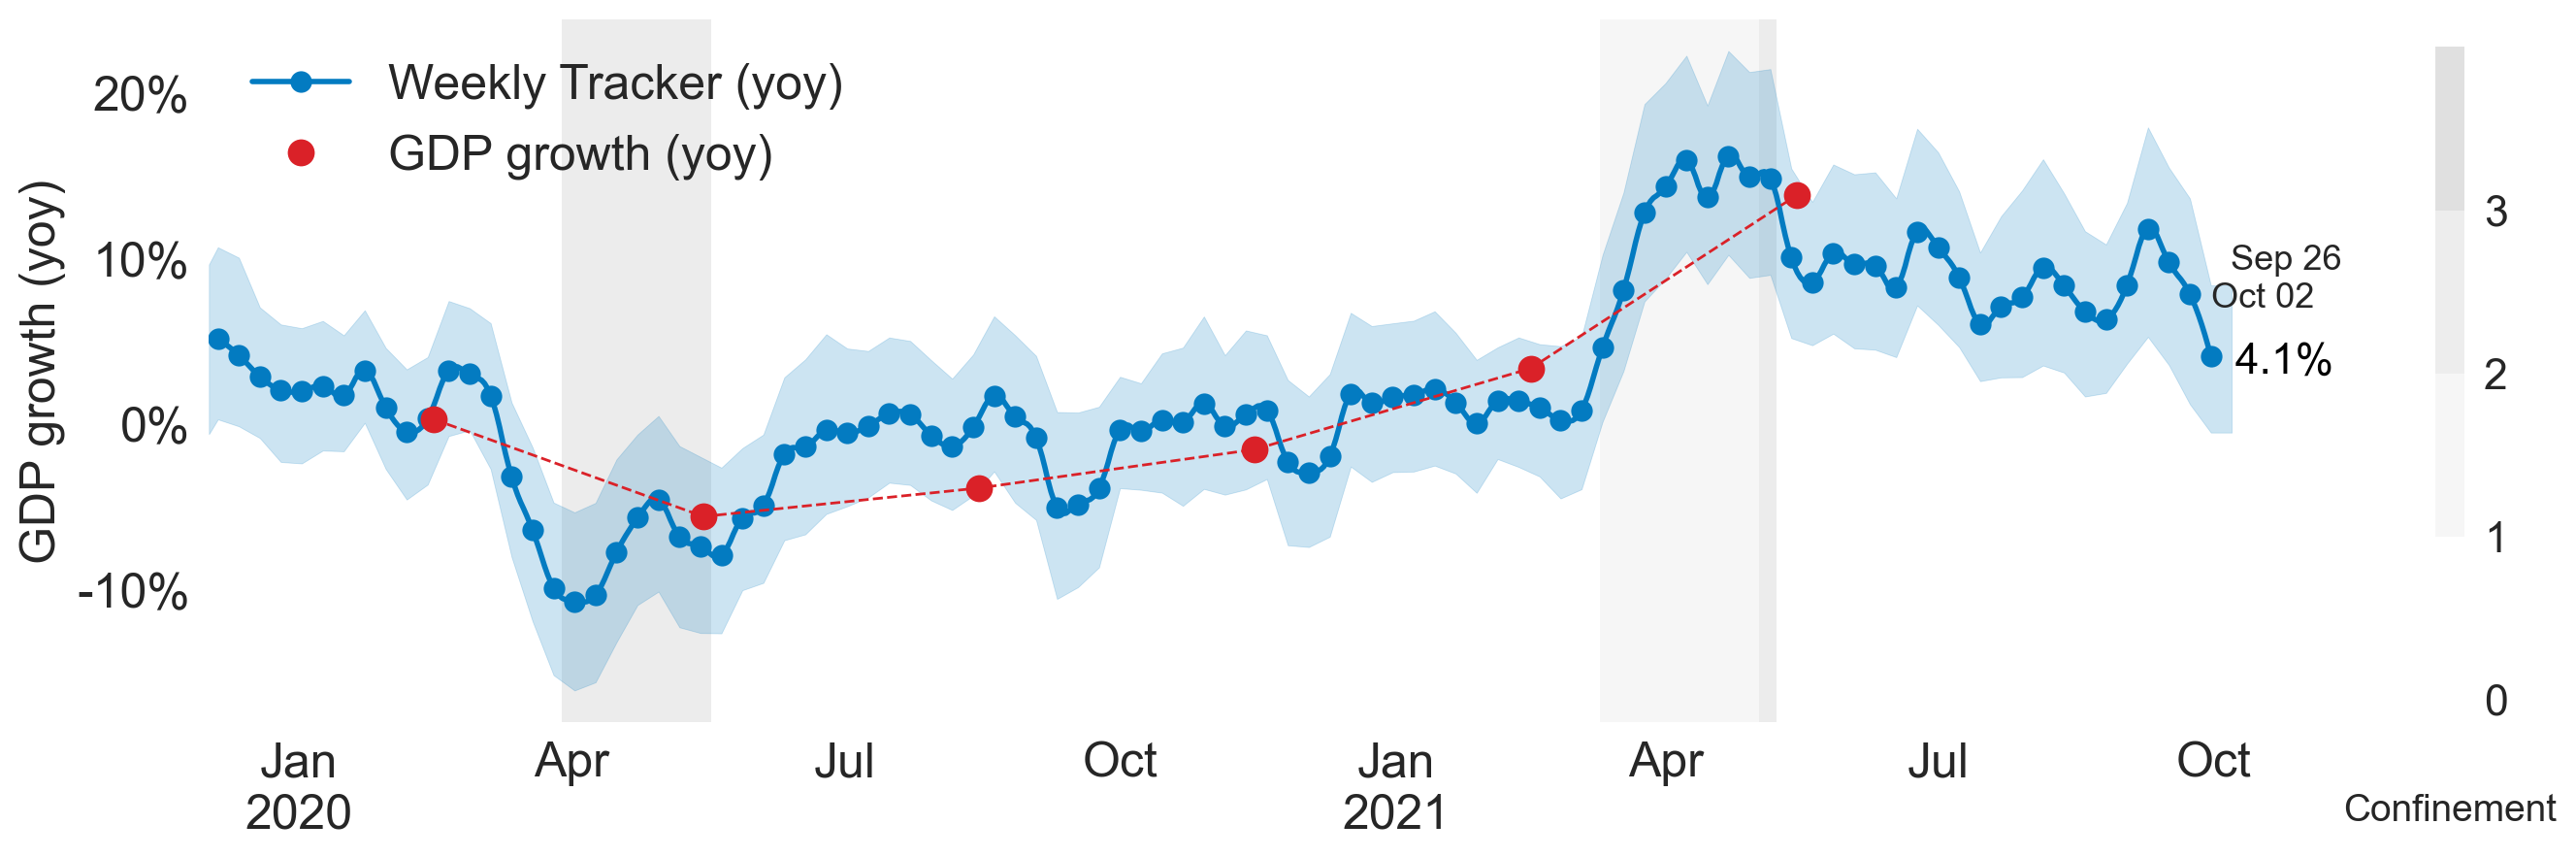 Weekly Tracker (yoy)
GDP growth (yoy)
GDP growth (yoy)
20%
10%
0%
-10%
Sep 26
Oct 02
4.1%
3
2
1
0
Jan Apr Jul Oct Jan Apr Jul Oct
2020 2021
Confinement